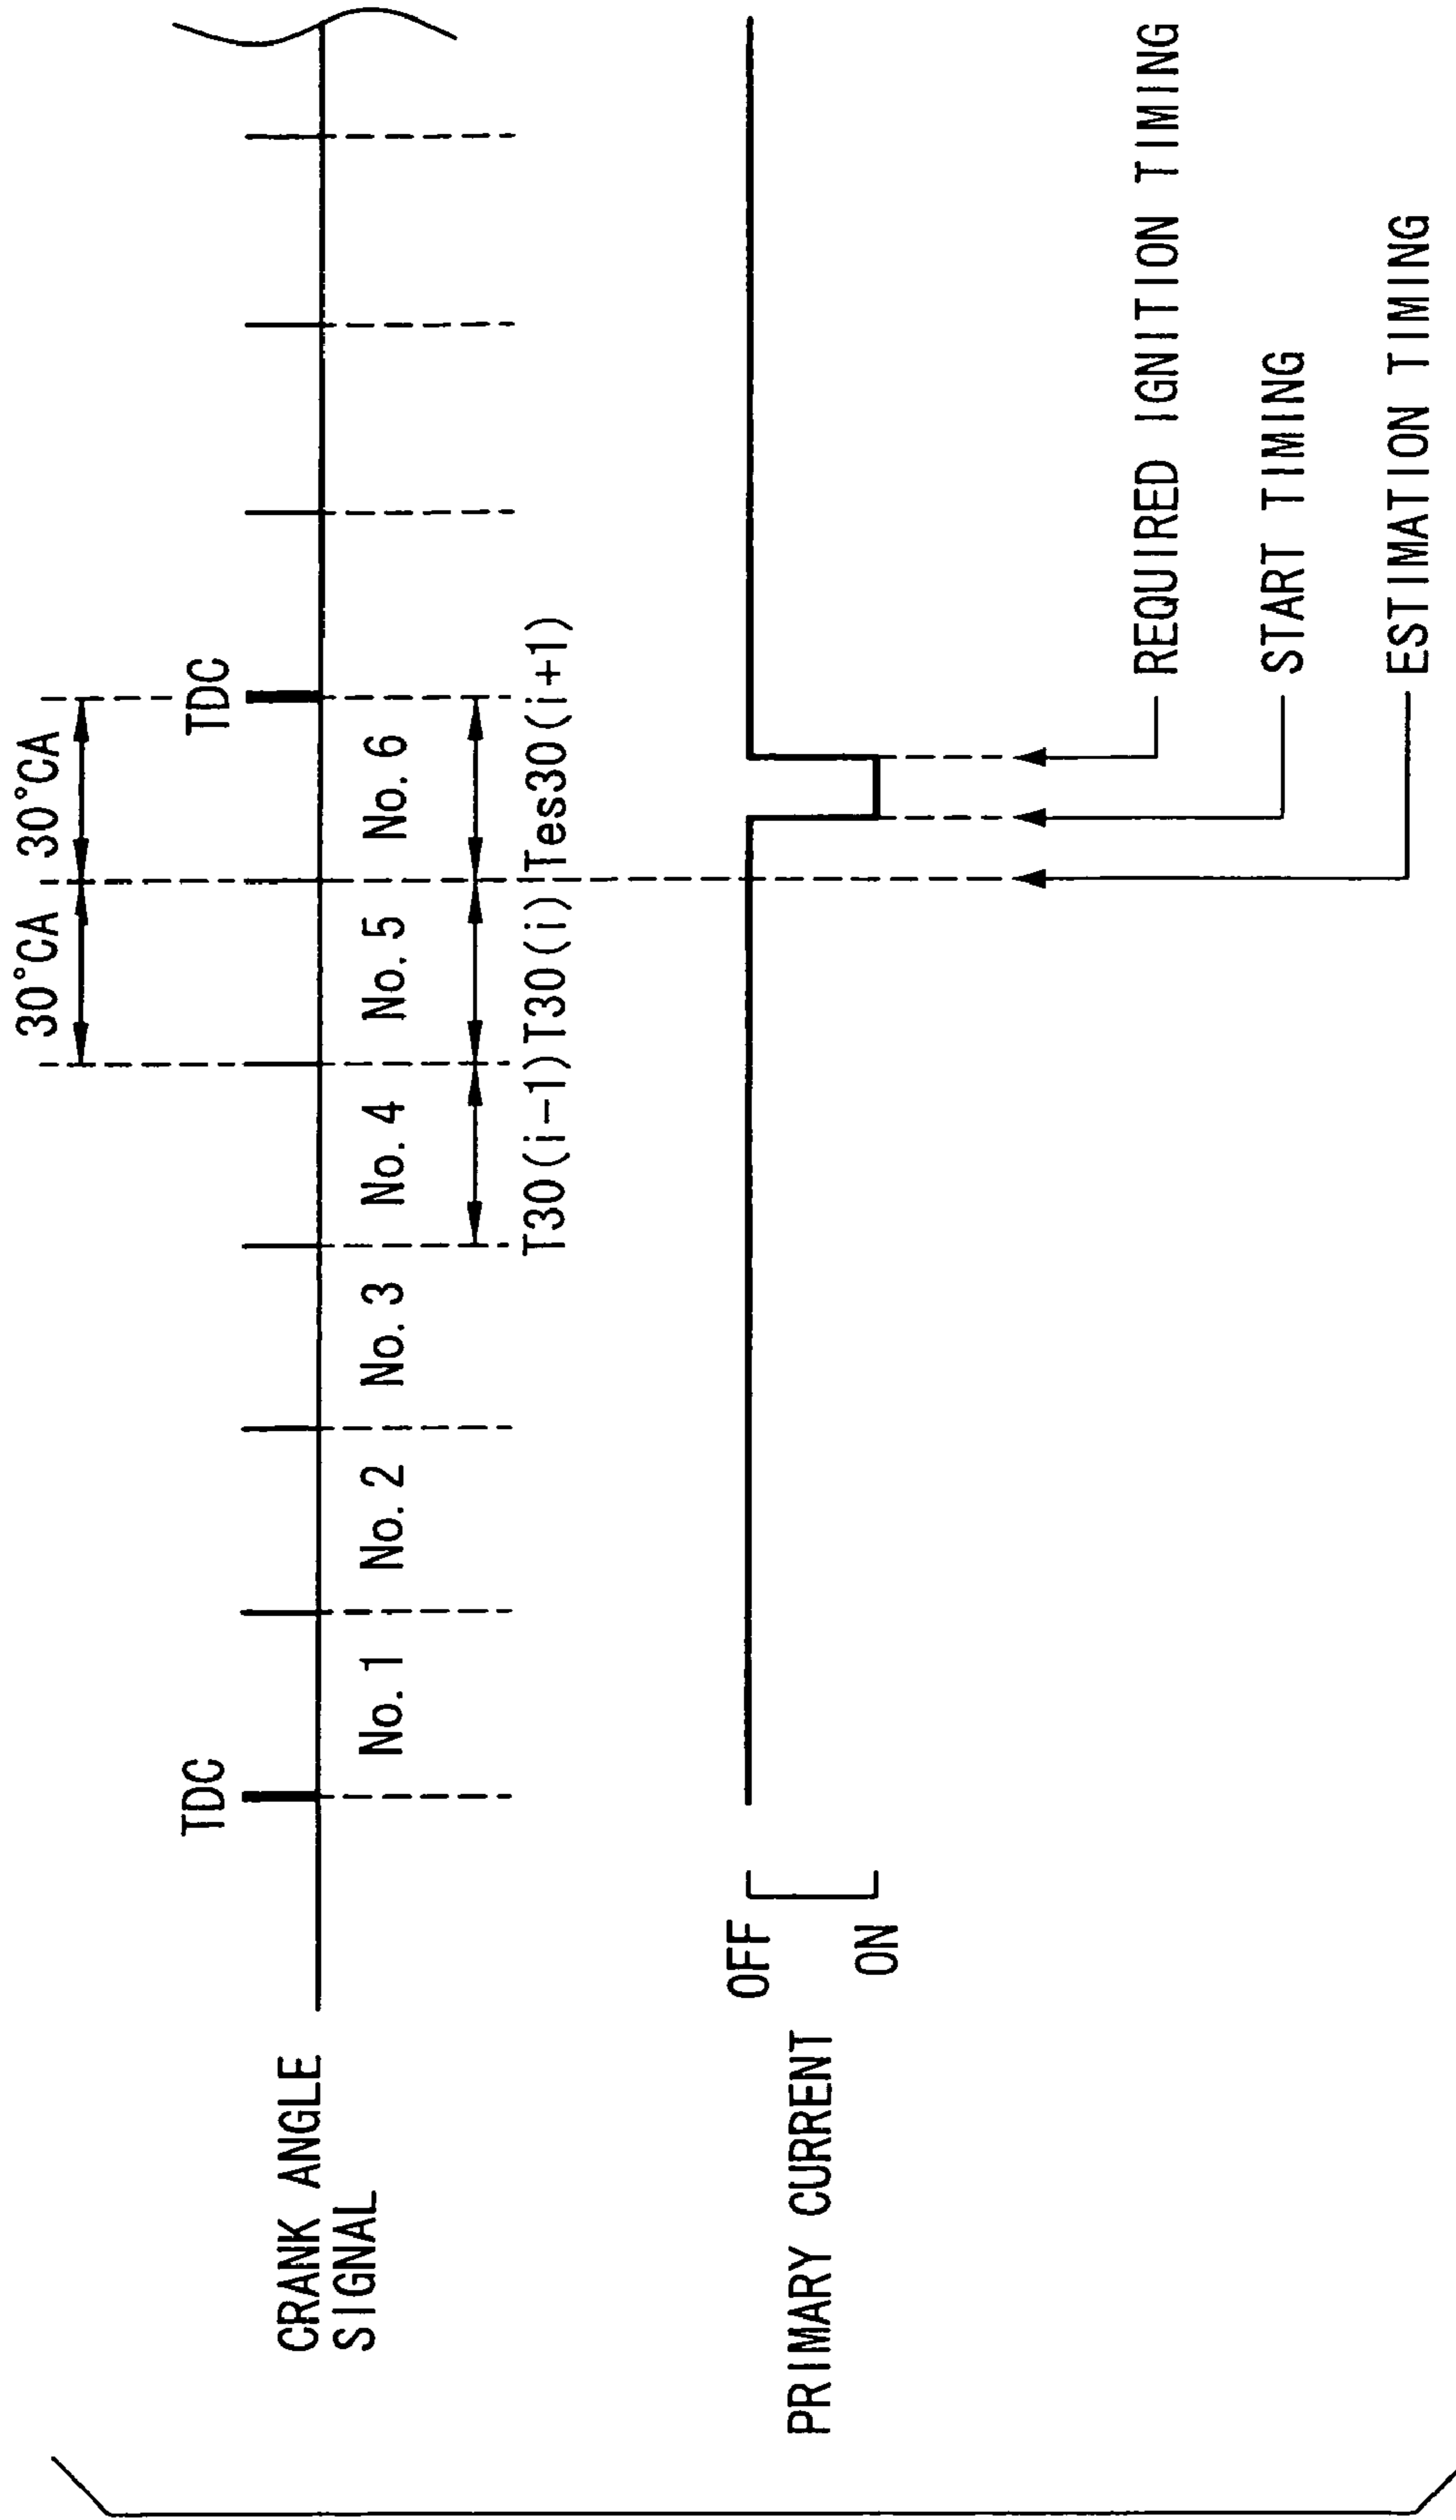 30°CA 30°CA
TDC
TDC
CRANK ANGLE
SIGNAL
No. 1 No. 2 No. 3 No. 4 No. 5 No. 6
T30(i-1) T30(i) Tes30(i+1)
OFF
PRIMARY CURRENT
ON
REQUIRED IGNITION TIMING
START TIMING
ESTIMATION TIMING